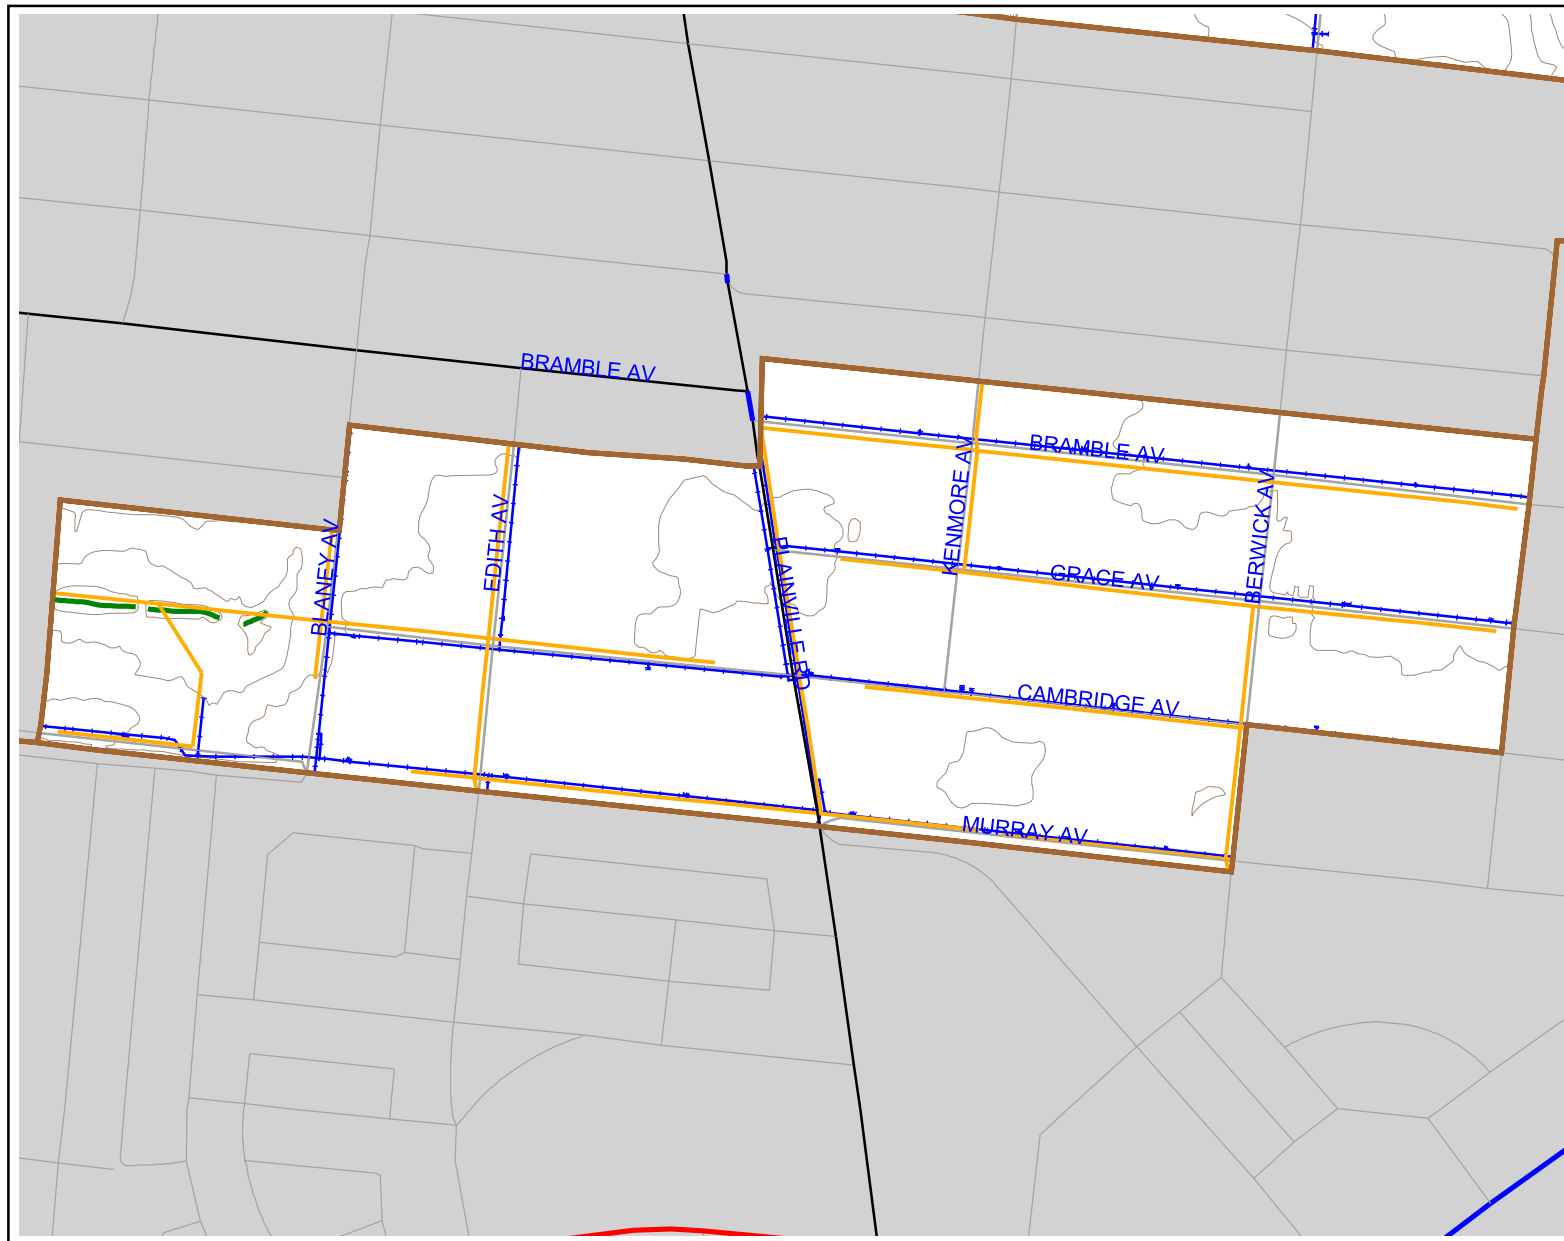 BRAMBLE AV
BRAMBLE AV
KENMORE AV
BERWICK AV
EDITH AV
BLANEY AV
PLAINVILLE RD
GRACE AV
CAMBRIDGE AV
MURRAY AV